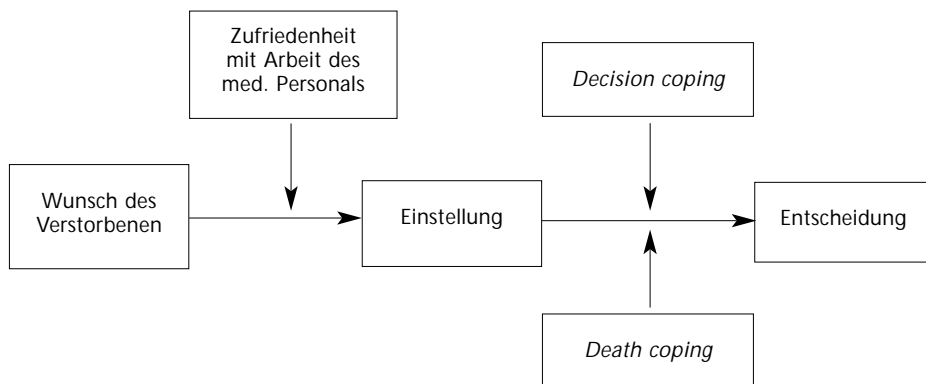 Zufriedenheit
mit Arbeit des
med. Personals
Decision coping
Wunsch des
Verstorbenen
Einstellung
Entscheidung
Death coping